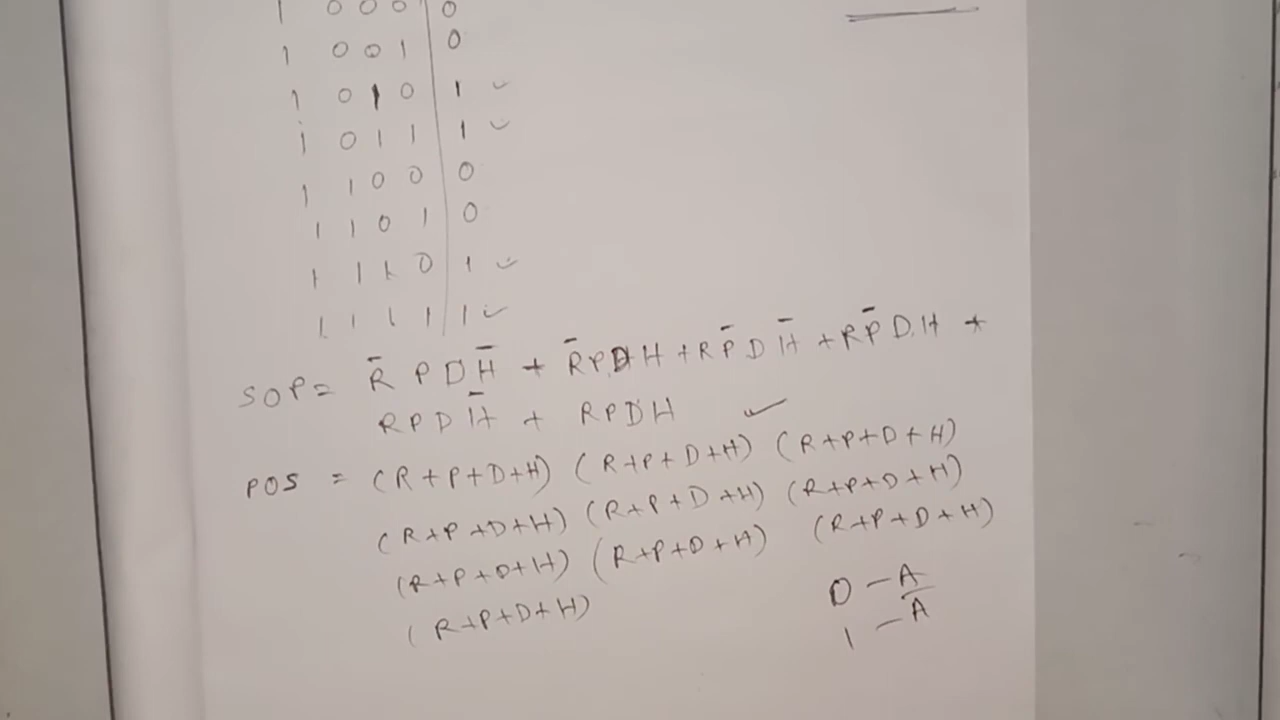 1 0 0 0 0
1 0 0 1 0
1 0 1 0 1 ✓
1 0 1 1 1 ✓
1 1 0 0 0
1 1 0 1 0
1 1 1 0 1 ✓
1 1 1 1 1 ✓
SOP = R̄ P D H̄ + R̄ P D H + R P̄ D H̄ + R P̄ D H +
R P D H̄ + R P D H ✓
POS = (R+P+D+H) (R+P+D+H) (R+P+D+H)
(R+P+D+H) (R+P+D+H) (R+P+D+H)
(R+P+D+H) (R+P+D+H) (R+P+D+H)
(R+P+D+H)
0 – A
1 – Ā